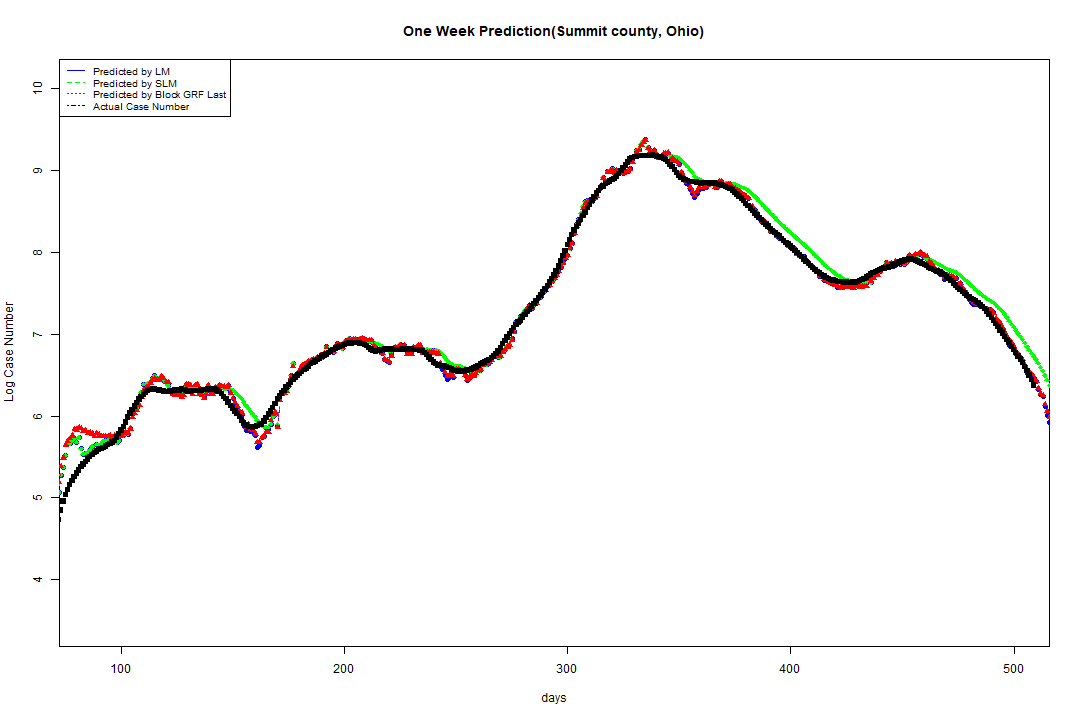 One Week Prediction(Summit county, Ohio)
Predicted by LM
Predicted by SLM
Predicted by Block GRF Last
Actual Case Number
10
9
8
7
6
5
4
Log Case Number
100 200 300 400 500
days